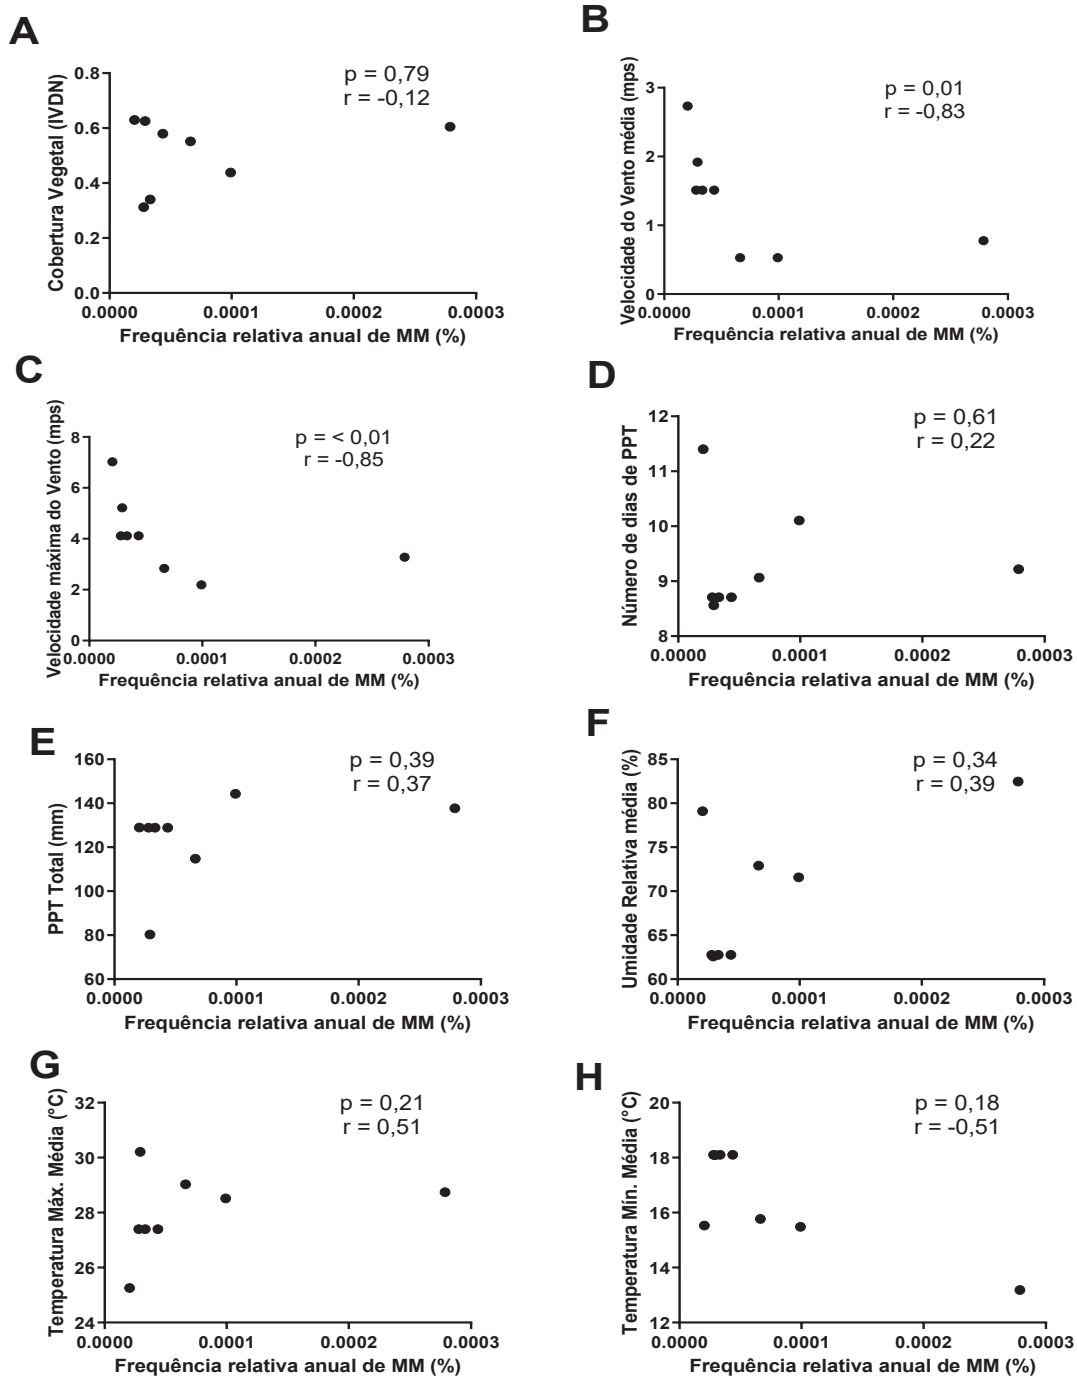 A
Cobertura Vegetal (IVDN)
p = 0,79
r = -0,12
0.8
0.6
0.4
0.2
0.0
0.0000 0.0001 0.0002 0.0003
Frequência relativa anual de MM (%)
B
Velocidade do Vento média (mps)
p = 0,01
r = -0,83
3
2
1
0
0.0000 0.0001 0.0002 0.0003
Frequência relativa anual de MM (%)
C
Velocidade máxima do Vento (mps)
p = < 0,01
r = -0,85
8
6
4
2
0
0.0000 0.0001 0.0002 0.0003
Frequência relativa anual de MM (%)
D
Número de dias de PPT
p = 0,61
r = 0,22
12
11
10
9
8
0.0000 0.0001 0.0002 0.0003
Frequência relativa anual de MM (%)
E
PPT Total (mm)
p = 0,39
r = 0,37
160
140
120
100
80
60
0.0000 0.0001 0.0002 0.0003
Frequência relativa anual de MM (%)
F
Umidade Relativa média (%)
p = 0,34
r = 0,39
85
80
75
70
65
60
0.0000 0.0001 0.0002 0.0003
Frequência relativa anual de MM (%)
G
Temperatura Máx. Média (°C)
p = 0,21
r = 0,51
32
30
28
26
24
0.0000 0.0001 0.0002 0.0003
Frequência relativa anual de MM (%)
H
Temperatura Mín. Média (°C)
p = 0,18
r = -0,51
20
18
16
14
12
0.0000 0.0001 0.0002 0.0003
Frequência relativa anual de MM (%)